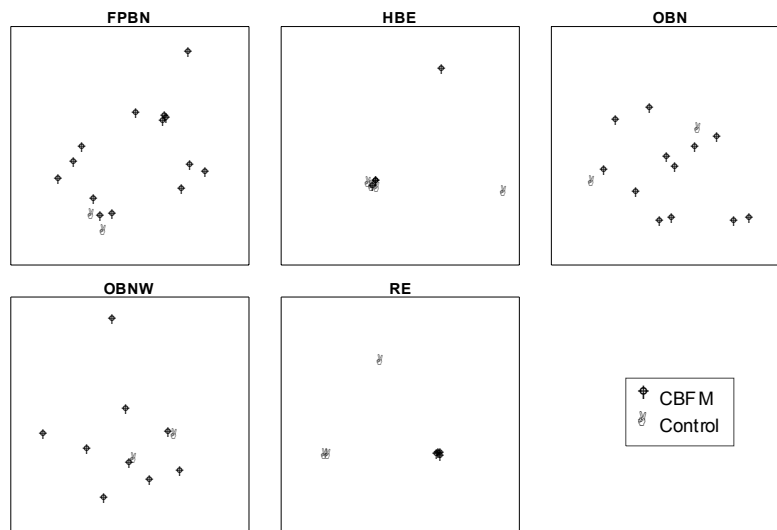 FPBN
HBE
OBN
OBNW
RE
CBFM
Control